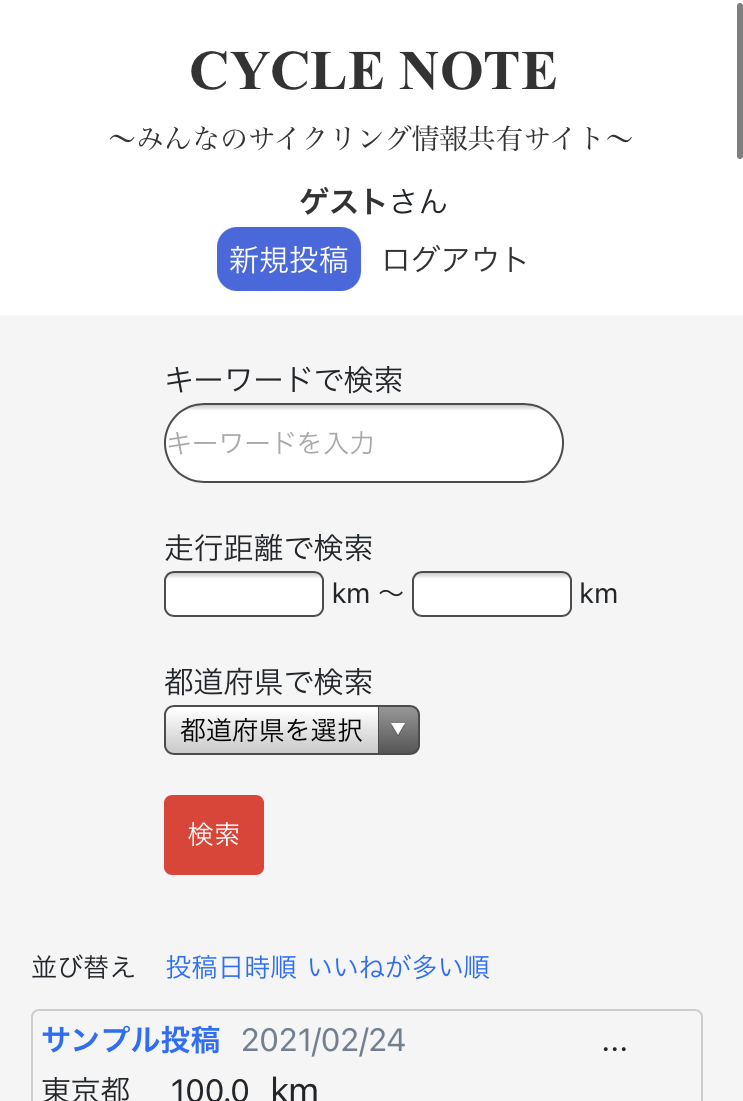 CYCLE NOTE
〜みんなのサイクリング情報共有サイト〜
ゲストさん
新規投稿 ログアウト
キーワードで検索
キーワードを入力
走行距離で検索
km 〜 km
都道府県で検索
都道府県を選択
検索
並び替え 投稿日時順 いいねが多い順
サンプル投稿 2021/02/24 ...
東京都 100.0 km